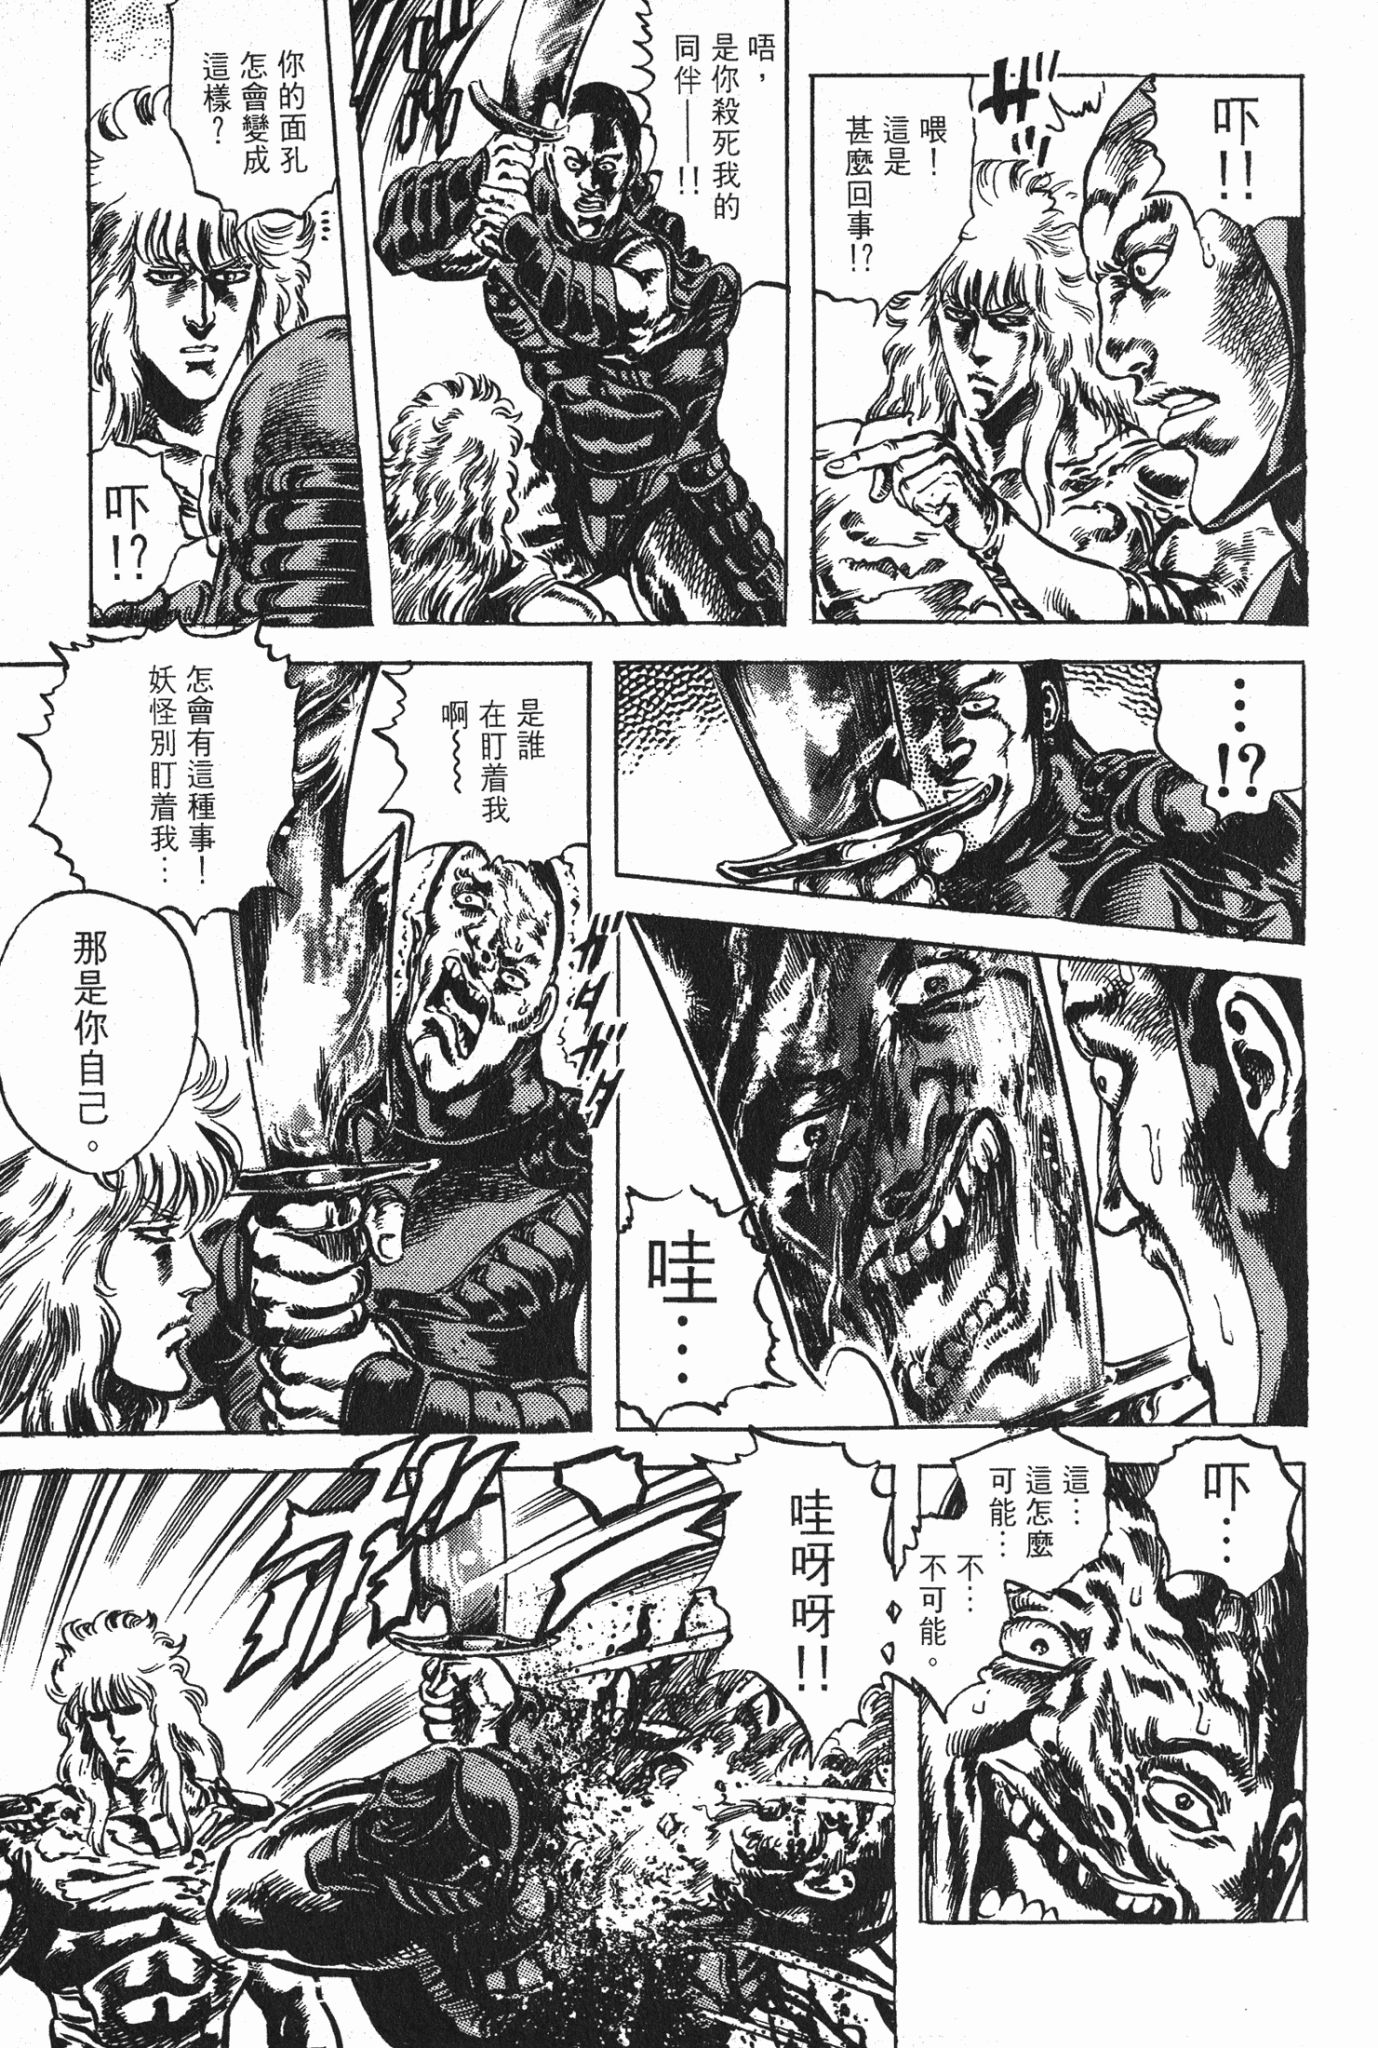 吓!!
喂！
這是
甚麼回事!?
唔，
是你殺死我的
同伴——!!
你的面孔
怎會變成
這樣？
…
吓!?
…!?
哇…
是誰
在盯着我
啊～～
怎會有這種事！
妖怪別盯着我…
那是你自己。
吓…
這…
這怎麼
可能…
不…
不可能。
哇呀呀!!